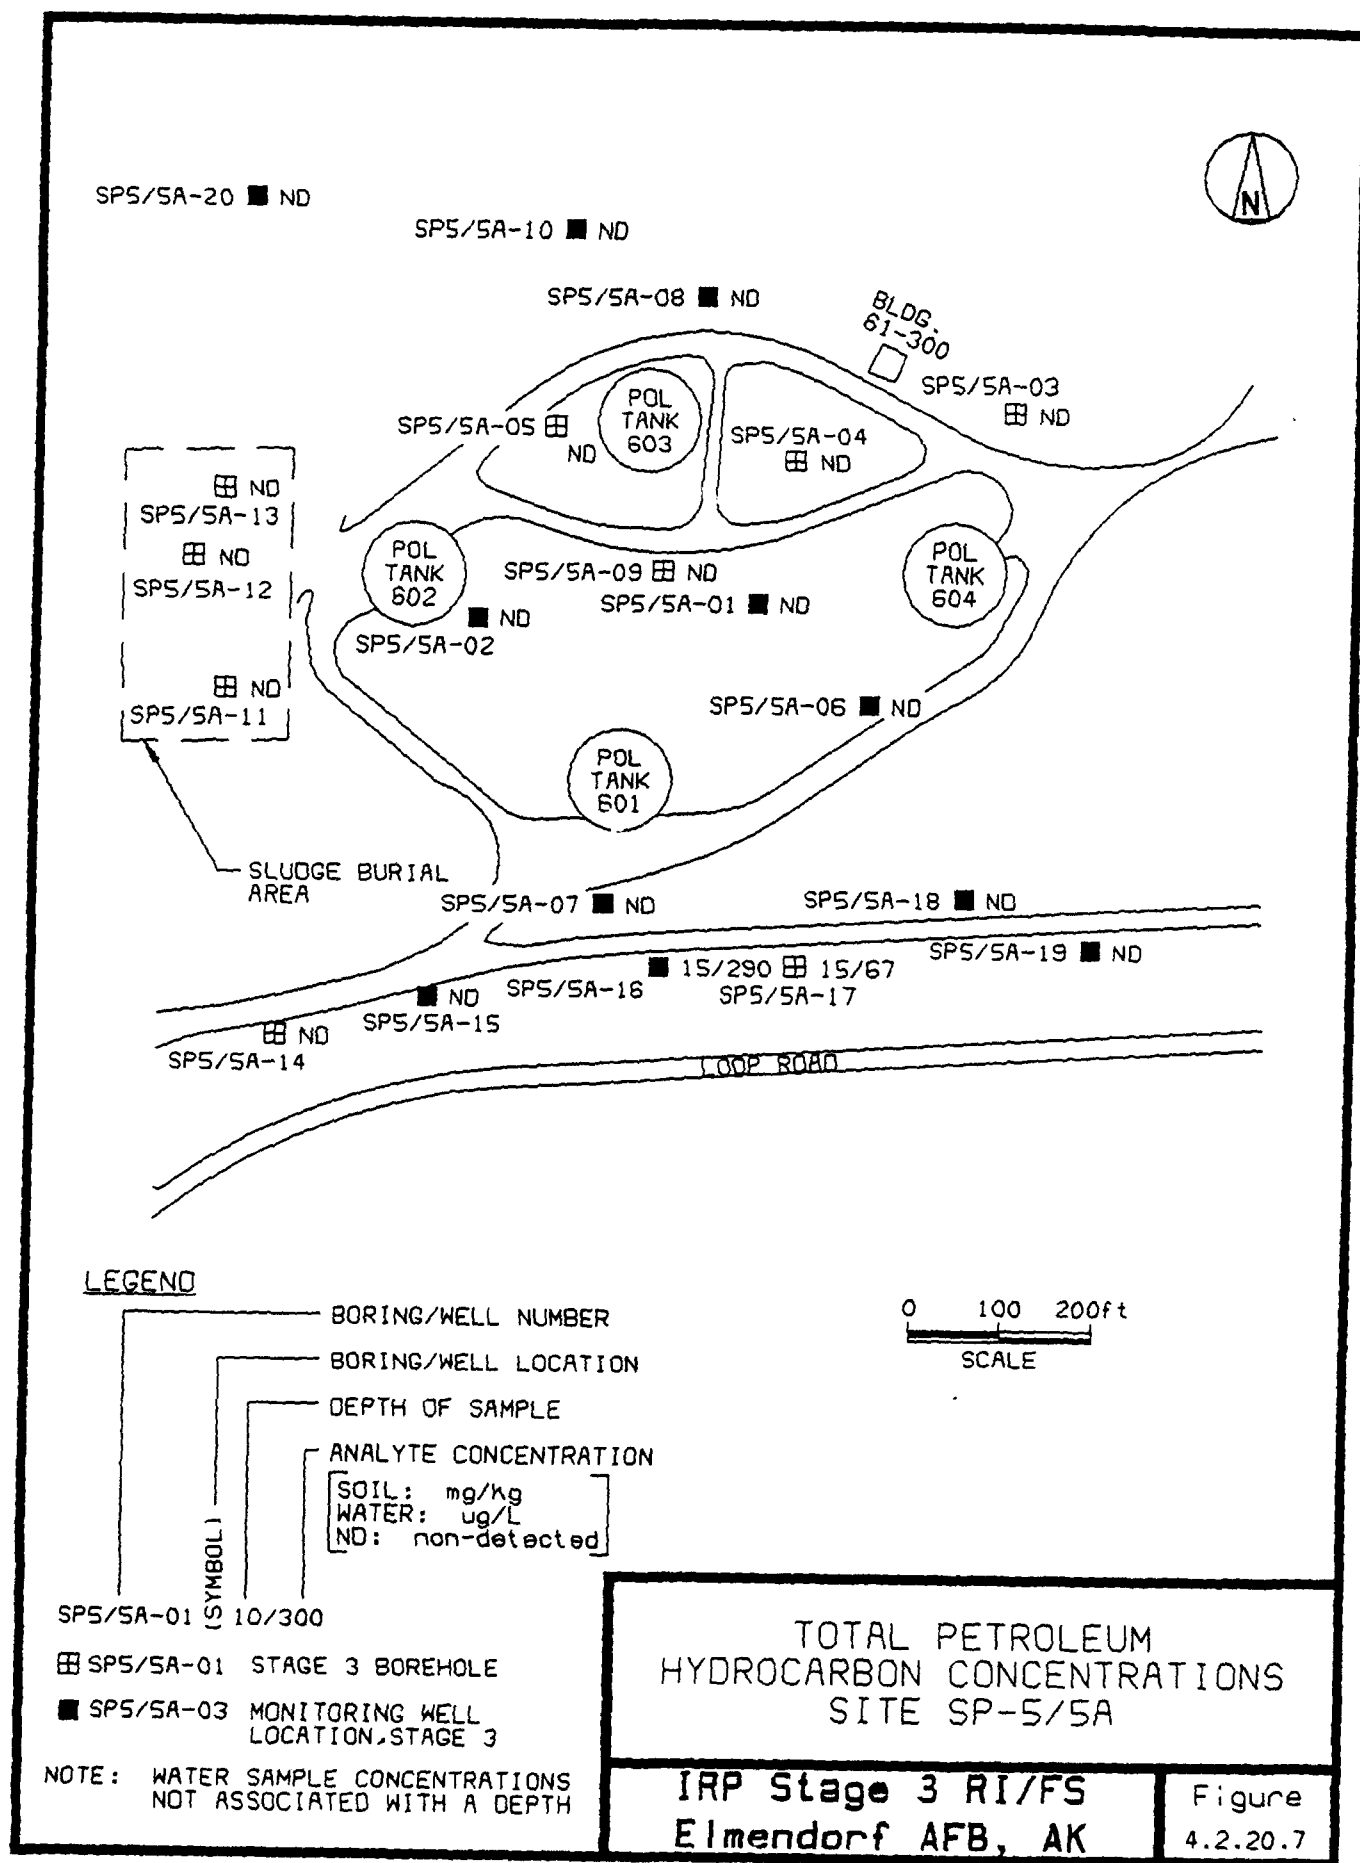 N
SP5/5A-20 ND
SP5/5A-10 ND
SP5/5A-08 ND
BLDG.
61-300
SP5/5A-03
ND
POL
TANK
603
SP5/5A-05
ND
SP5/5A-04
ND
ND
SP5/5A-13
ND
SP5/5A-12
ND
SP5/5A-11
POL
TANK
602
SP5/5A-09 ND
SP5/5A-01 ND
POL
TANK
604
ND
SP5/5A-02
SP5/5A-06 ND
POL
TANK
601
SLUDGE BURIAL
AREA
SP5/5A-07 ND
SP5/5A-18 ND
SP5/5A-19 ND
15/290 15/67
SP5/5A-16
SP5/5A-17
ND
SP5/5A-15
ND
SP5/5A-14
LOOP ROAD
LEGEND
BORING/WELL NUMBER
BORING/WELL LOCATION
DEPTH OF SAMPLE
ANALYTE CONCENTRATION
SOIL: mg/kg
WATER: ug/L
ND: non-detected
SP5/5A-01 (SYMBOL) 10/300
SP5/5A-01 STAGE 3 BOREHOLE
SP5/5A-03 MONITORING WELL
LOCATION, STAGE 3
NOTE: WATER SAMPLE CONCENTRATIONS
NOT ASSOCIATED WITH A DEPTH
0 100 200ft
SCALE
TOTAL PETROLEUM
HYDROCARBON CONCENTRATIONS
SITE SP-5/5A
IRP Stage 3 RI/FS
Elmendorf AFB, AK
Figure
4.2.20.7